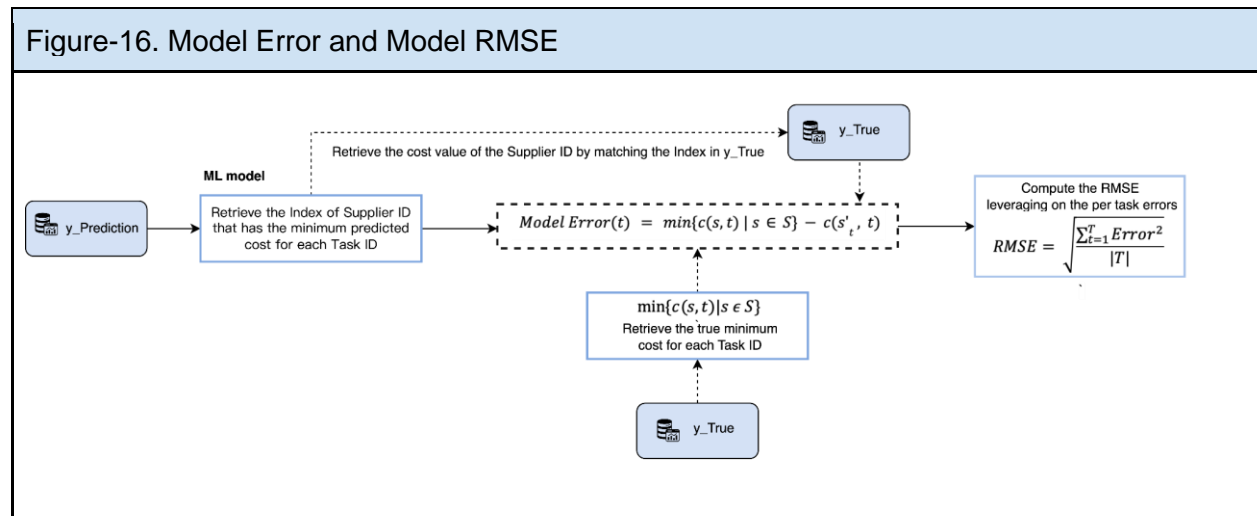 Figure-16. Model Error and Model RMSE
y_True
Retrieve the cost value of the Supplier ID by matching the Index in y_True
ML model
y_Prediction
Retrieve the Index of Supplier ID
that has the minimum predicted
cost for each Task ID
Model Error(t) = min{c(s, t) | s ∈ S} − c(s'_t, t)
Compute the RMSE
leveraging on the per task errors
RMSE = √(∑_{t=1}^{T} Error² / |T|)
min{c(s, t)|s ϵ S}
Retrieve the true minimum
cost for each Task ID
y_True